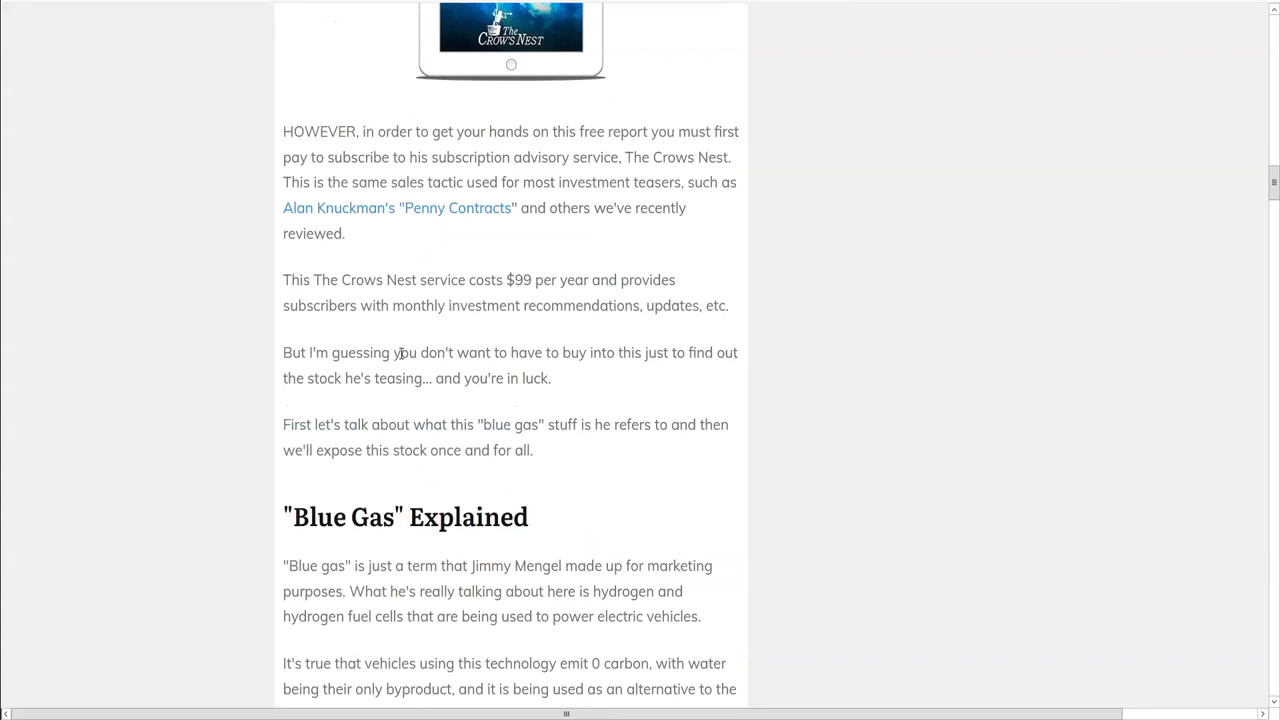 The
CROW'S NEST
HOWEVER, in order to get your hands on this free report you must first
pay to subscribe to his subscription advisory service, The Crows Nest.
This is the same sales tactic used for most investment teasers, such as
Alan Knuckman's "Penny Contracts" and others we've recently
reviewed.
This The Crows Nest service costs $99 per year and provides
subscribers with monthly investment recommendations, updates, etc.
But I'm guessing you don't want to have to buy into this just to find out
the stock he's teasing... and you're in luck.
First let's talk about what this "blue gas" stuff is he refers to and then
we'll expose this stock once and for all.
"Blue Gas" Explained
"Blue gas" is just a term that Jimmy Mengel made up for marketing
purposes. What he's really talking about here is hydrogen and
hydrogen fuel cells that are being used to power electric vehicles.
It's true that vehicles using this technology emit 0 carbon, with water
being their only byproduct, and it is being used as an alternative to the